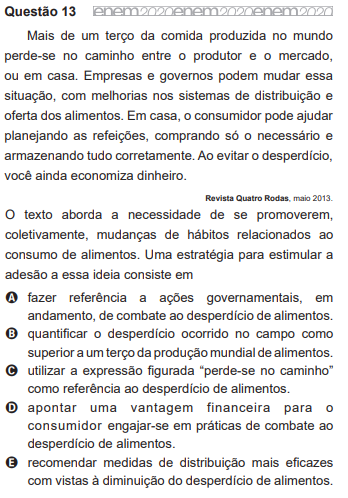 Questão 13 enem2020enem2020enem2020
Mais de um terço da comida produzida no mundo
perde-se no caminho entre o produtor e o mercado,
ou em casa. Empresas e governos podem mudar essa
situação, com melhorias nos sistemas de distribuição e
oferta dos alimentos. Em casa, o consumidor pode ajudar
planejando as refeições, comprando só o necessário e
armazenando tudo corretamente. Ao evitar o desperdício,
você ainda economiza dinheiro.
Revista Quatro Rodas, maio 2013.
O texto aborda a necessidade de se promoverem,
coletivamente, mudanças de hábitos relacionados ao
consumo de alimentos. Uma estratégia para estimular a
adesão a essa ideia consiste em
A fazer referência a ações governamentais, em
andamento, de combate ao desperdício de alimentos.
B quantificar o desperdício ocorrido no campo como
superior a um terço da produção mundial de alimentos.
C utilizar a expressão figurada “perde-se no caminho”
como referência ao desperdício de alimentos.
D apontar uma vantagem financeira para o
consumidor engajar-se em práticas de combate ao
desperdício de alimentos.
E recomendar medidas de distribuição mais eficazes
com vistas à diminuição do desperdício de alimentos.